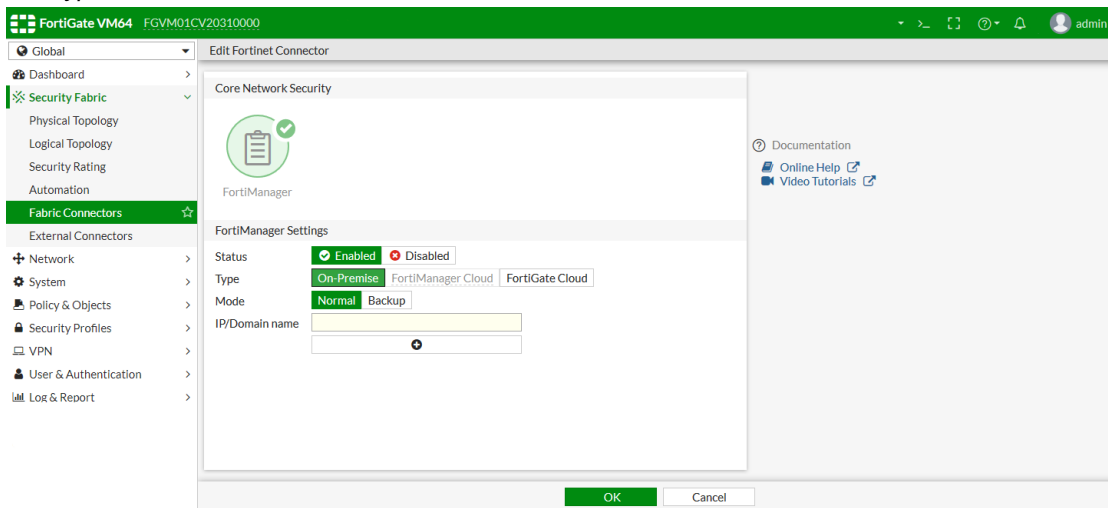 FortiGate VM64 FGVM01CV20310000 >_ admin
Global
Edit Fortinet Connector
Dashboard
Security Fabric
Physical Topology
Logical Topology
Security Rating
Automation
Fabric Connectors
External Connectors
Network
System
Policy & Objects
Security Profiles
VPN
User & Authentication
Log & Report
Core Network Security
FortiManager
FortiManager Settings
Status Enabled Disabled
Type On-Premise FortiManager Cloud FortiGate Cloud
Mode Normal Backup
IP/Domain name
Documentation
Online Help
Video Tutorials
OK Cancel